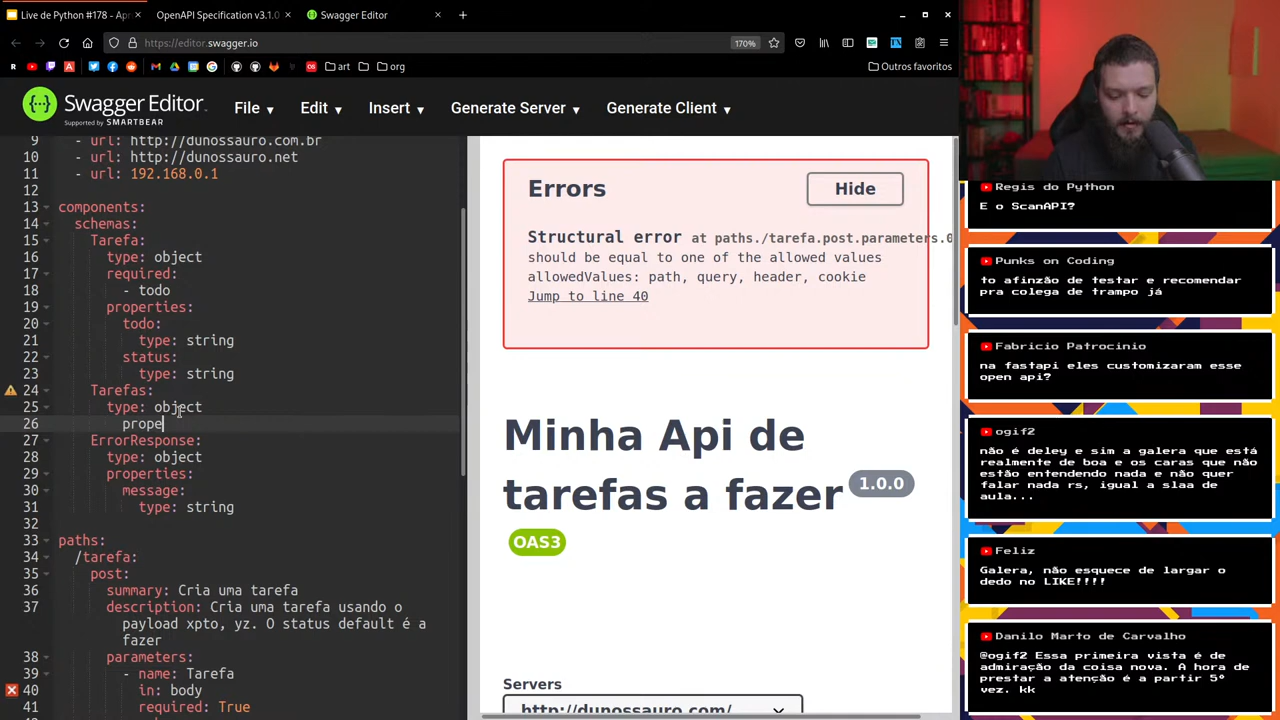 Live de Python #178 - Apr
OpenAPI Specification v3.1.0
Swagger Editor
https://editor.swagger.io
170%
art
org
Outros favoritos
Swagger Editor.
Supported by SMARTBEAR
File
Edit
Insert
Generate Server
Generate Client
9 - url: http://dunossauro.com.br
10 - url: http://dunossauro.net
11 - url: 192.168.0.1
12
13 components:
14 schemas:
15 Tarefa:
16 type: object
17 required:
18 - todo
19 properties:
20 todo:
21 type: string
22 status:
23 type: string
24 Tarefas:
25 type: object
26 prope
27 ErrorResponse:
28 type: object
29 properties:
30 message:
31 type: string
32
33 paths:
34 /tarefa:
35 post:
36 summary: Cria uma tarefa
37 description: Cria uma tarefa usando o
payload xpto, yz. O status default é a
fazer
38 parameters:
39 - name: Tarefa
40 in: body
41 required: True
Errors
Hide
Structural error at paths./tarefa.post.parameters.0
should be equal to one of the allowed values
allowedValues: path, query, header, cookie
Jump to line 40
Minha Api de
tarefas a fazer 1.0.0
OAS3
Servers
http://dunossauro.com/
Regis do Python
E o ScanAPI?
Punks on Coding
to afinzão de testar e recomendar
pra colega de trampo já
Fabricio Patrocinio
na fastapi eles customizaram esse
open api?
ogif2
não é deley e sim a galera que está
realmente de boa e os caras que não
estão entendendo nada e não quer
falar nada rs, igual a slaa de
aula...
Feliz
Galera, não esquece de largar o
dedo no LIKE!!!!
Danilo Marto de Carvalho
@ogif2 Essa primeira vista é de
admiração da coisa nova. A hora de
prestar a atenção é a partir 5º
vez. kk